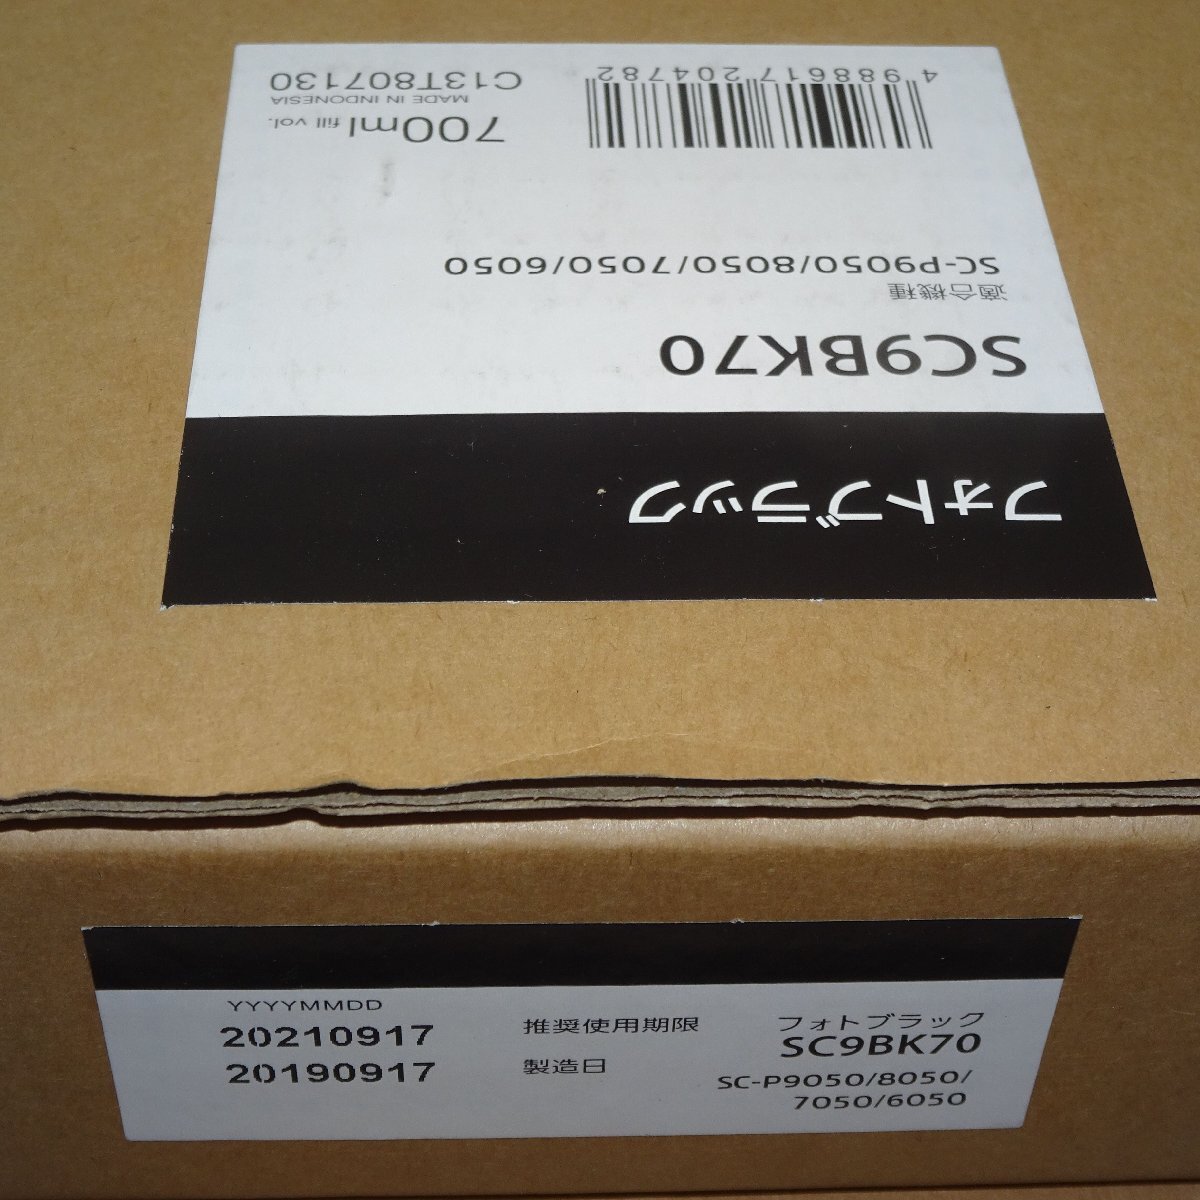 フォトブラック
SC9BK70
適合機種
SC-P9050/8050/7050/6050
4 988617 204782
700ml fill vol.
MADE IN INDONESIA
C13T807130
YYYYMMDD
20210917 推奨使用期限
20190917 製造日
フォトブラック
SC9BK70
SC-P9050/8050/
7050/6050